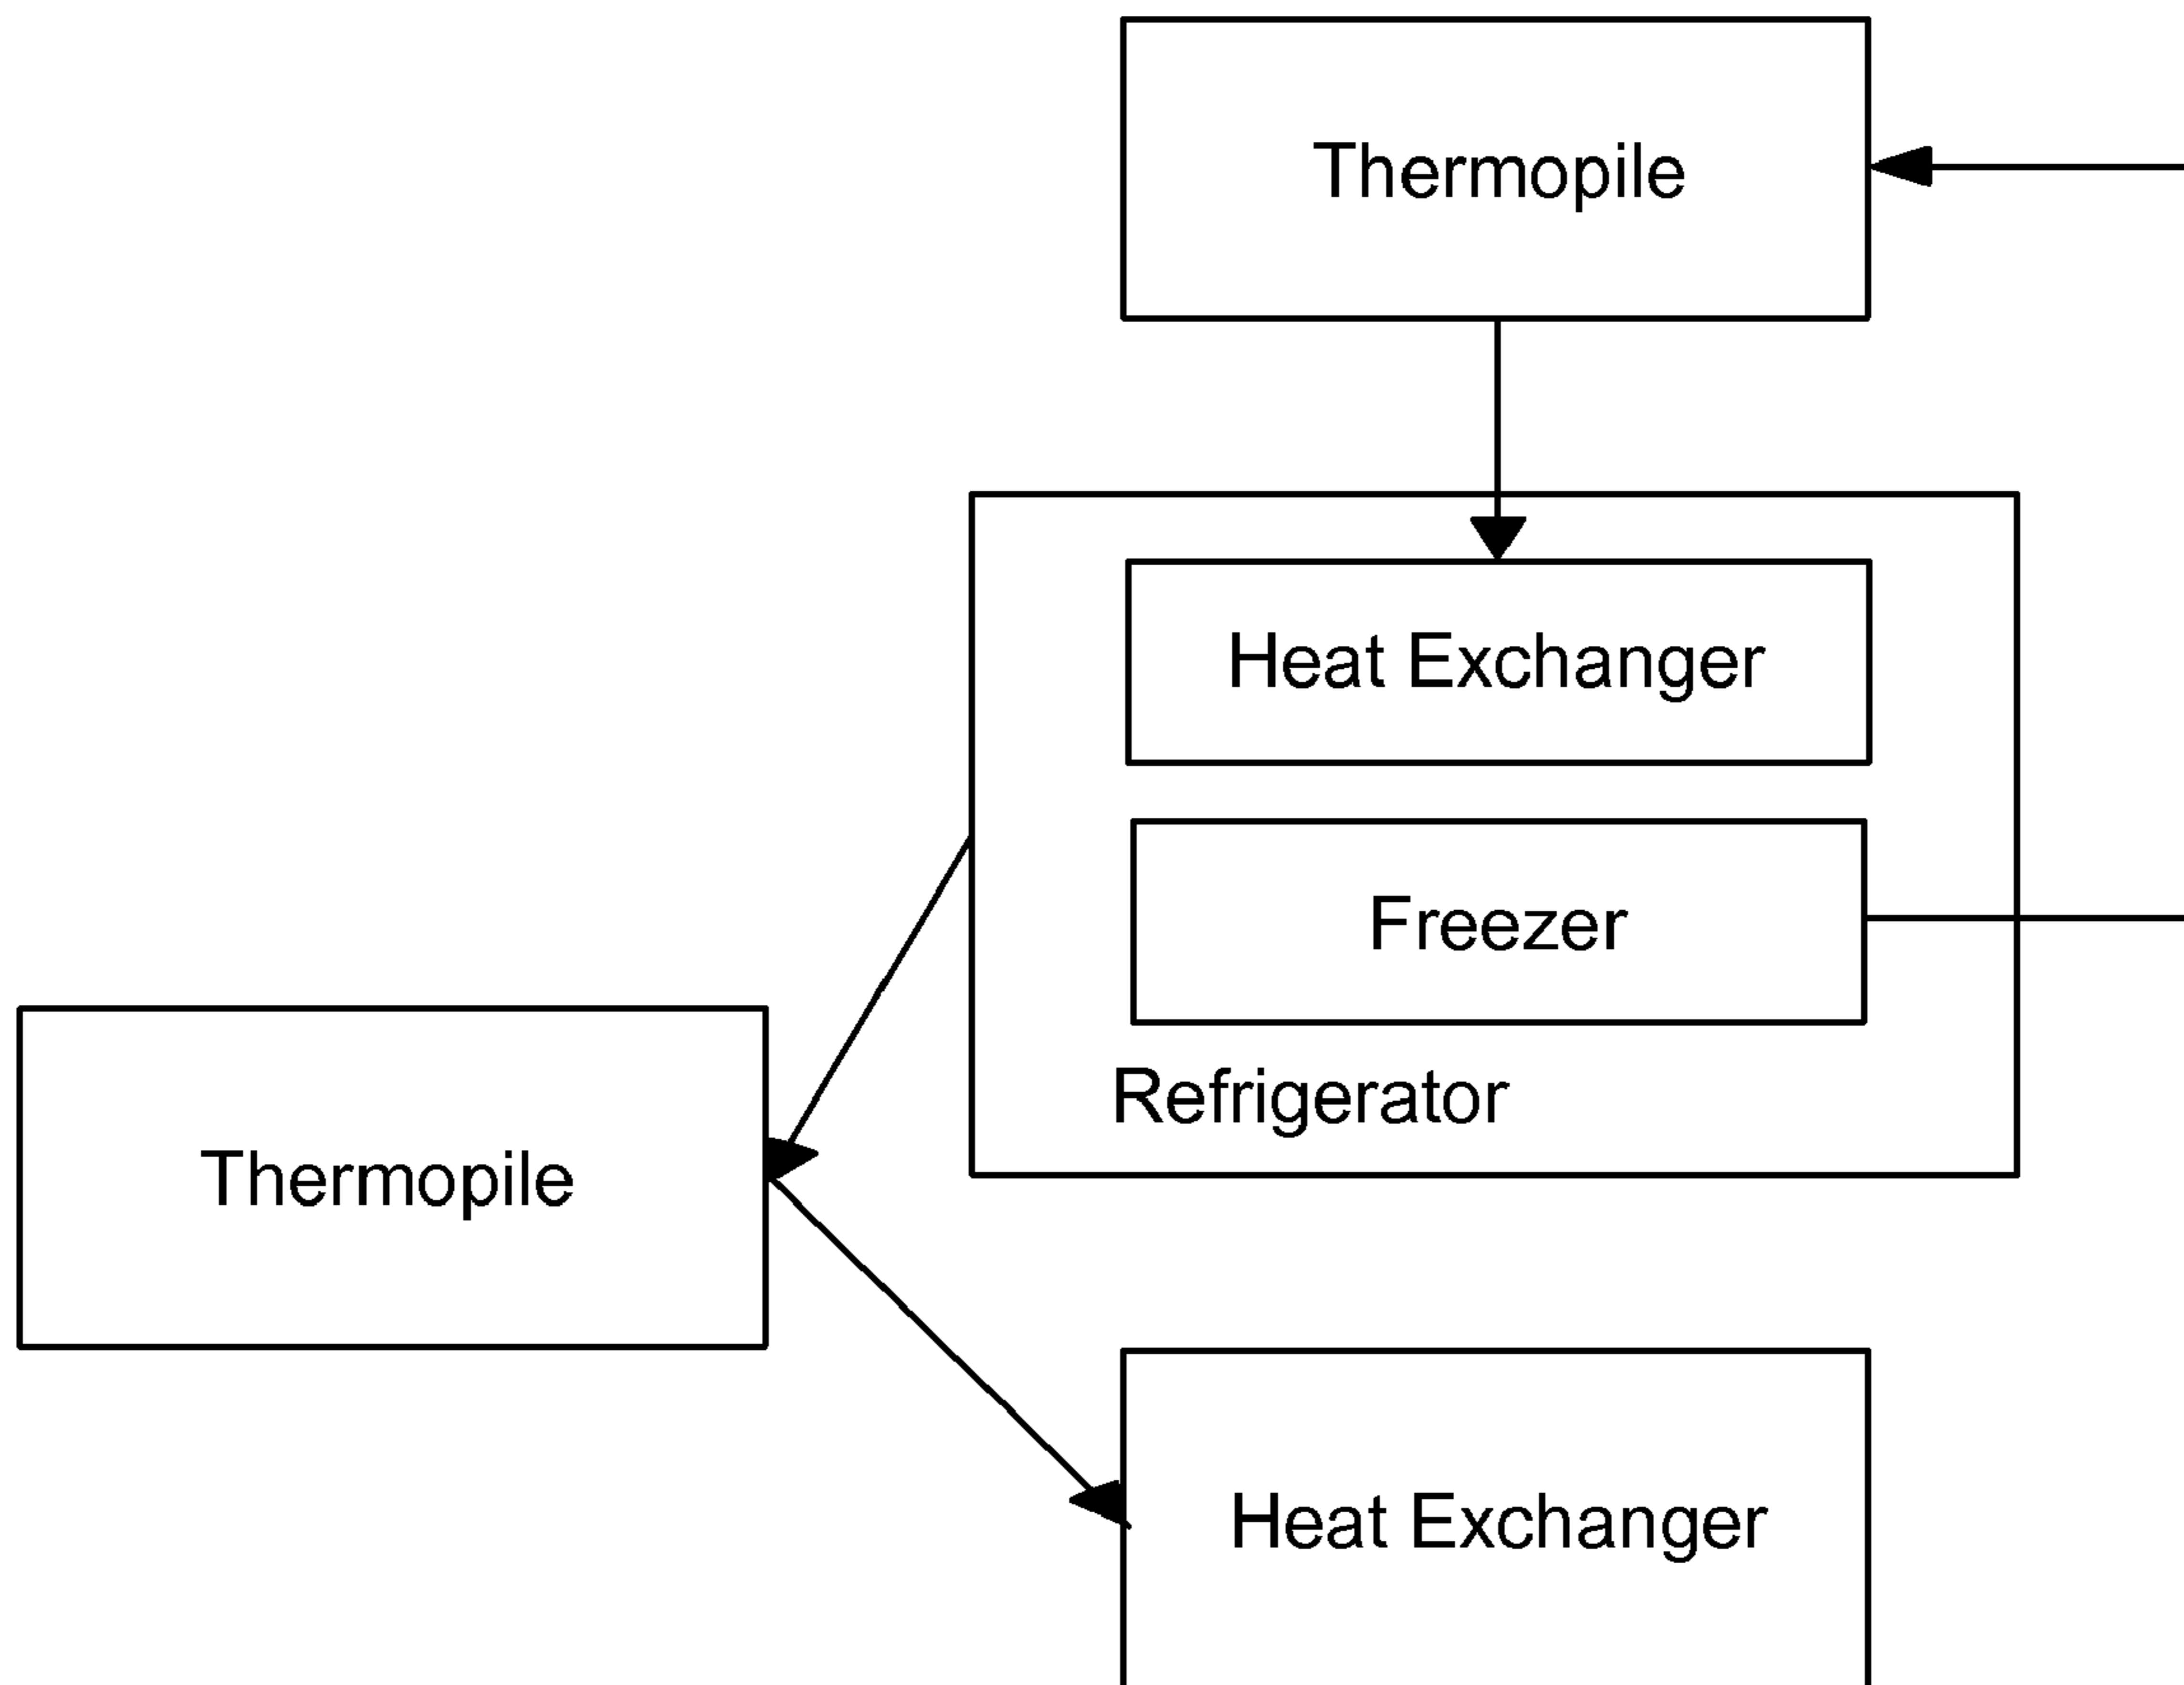 Thermopile
Heat Exchanger
Freezer
Refrigerator
Thermopile
Heat Exchanger